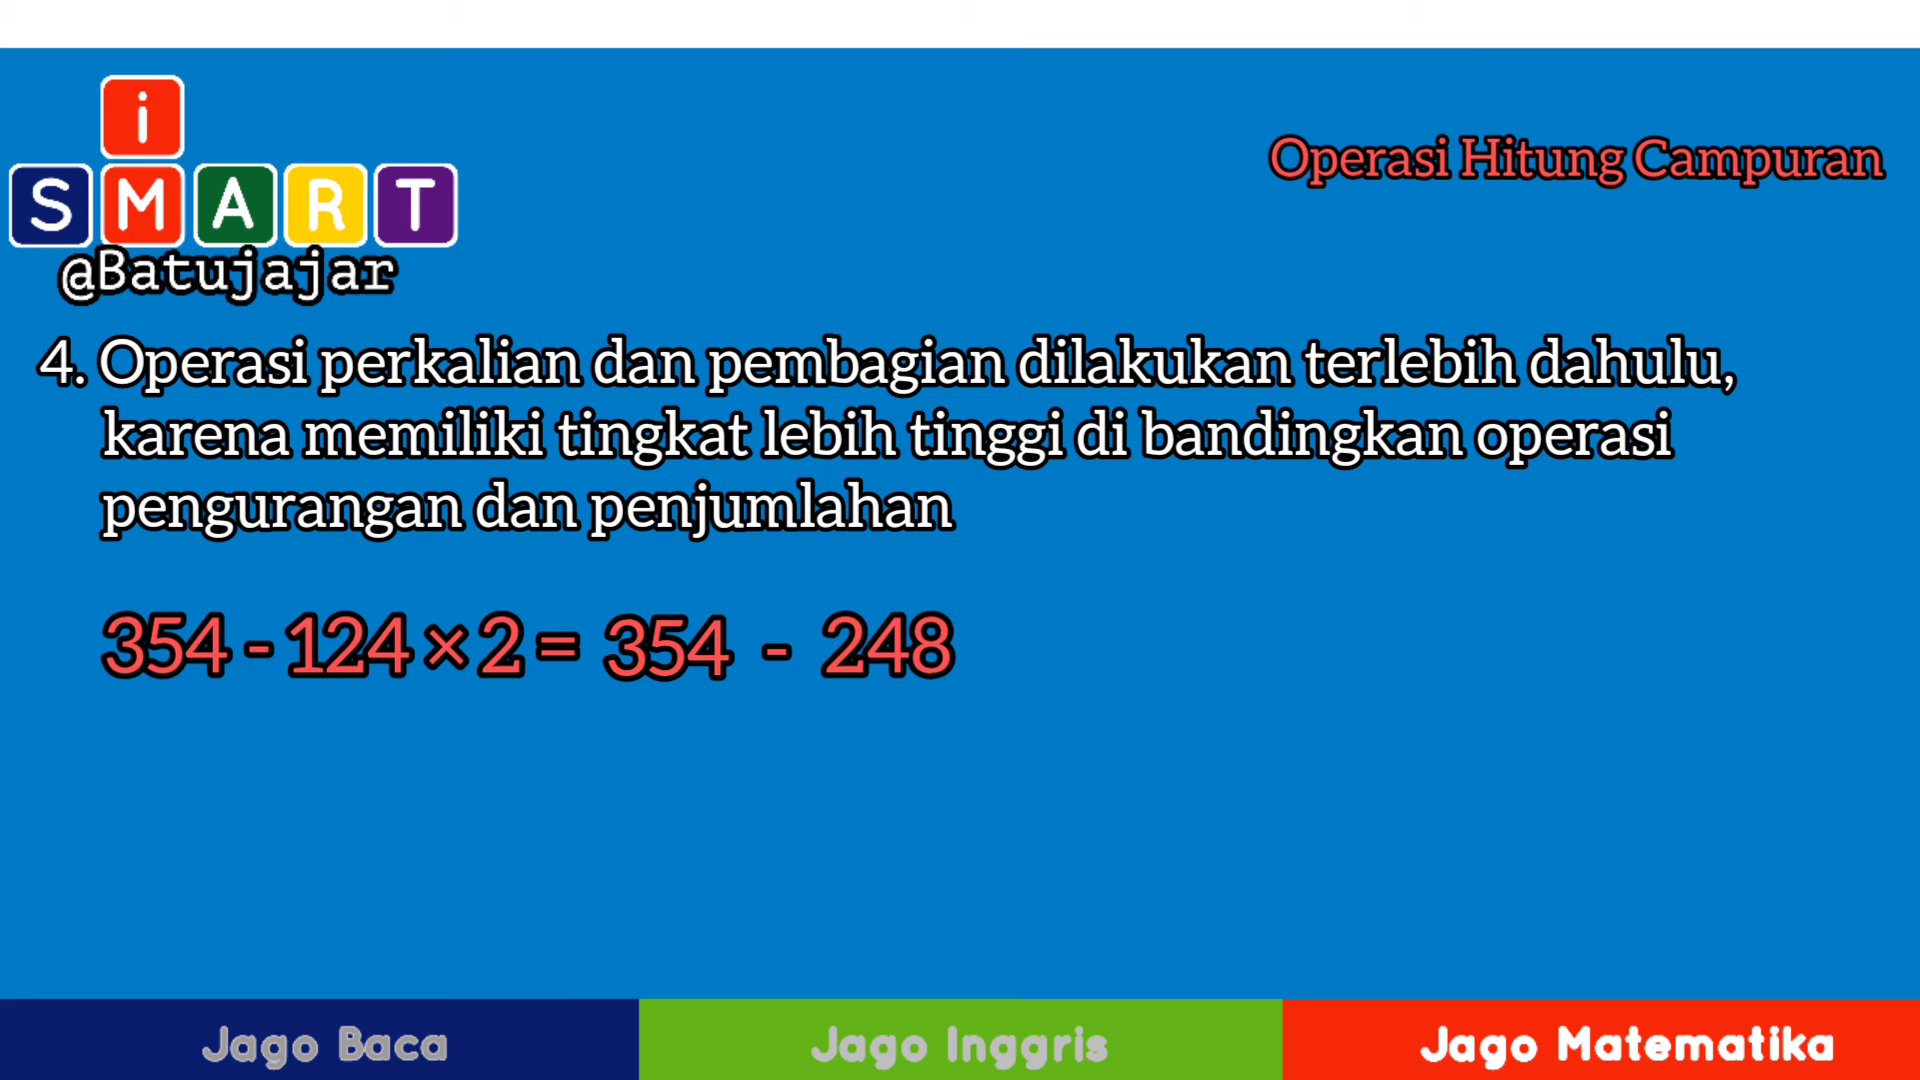 i
SMART
@Batujajar
Operasi Hitung Campuran
4. Operasi perkalian dan pembagian dilakukan terlebih dahulu,
karena memiliki tingkat lebih tinggi di bandingkan operasi
pengurangan dan penjumlahan
354 - 124 × 2 = 354 - 248
Jago Baca
Jago Inggris
Jago Matematika